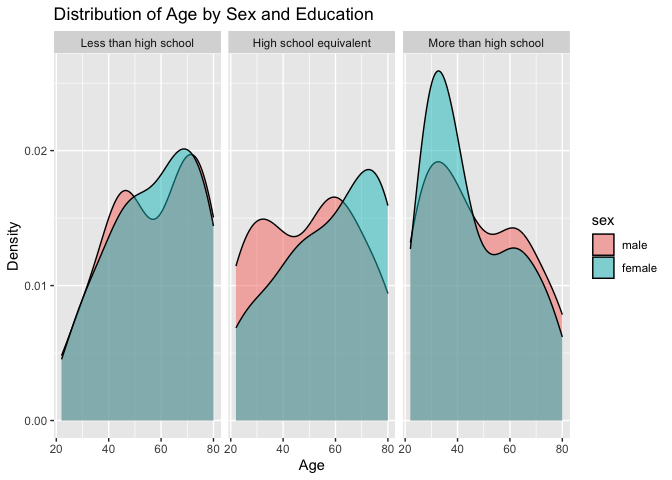 Distribution of Age by Sex and Education
Less than high school
High school equivalent
More than high school
Density
0.02
0.01
0.00
20 40 60 80
20 40 60 80
20 40 60 80
Age
sex
male
female